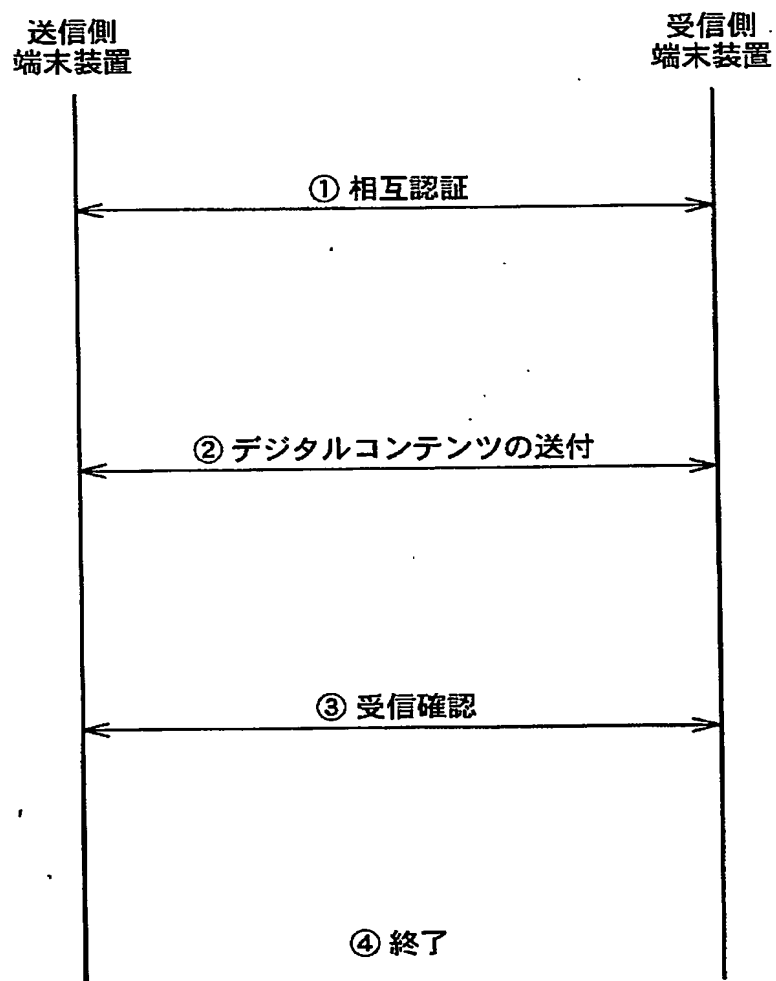 送信側
端末装置
受信側
端末装置
① 相互認証
② デジタルコンテンツの送付
③ 受信確認
④ 終了